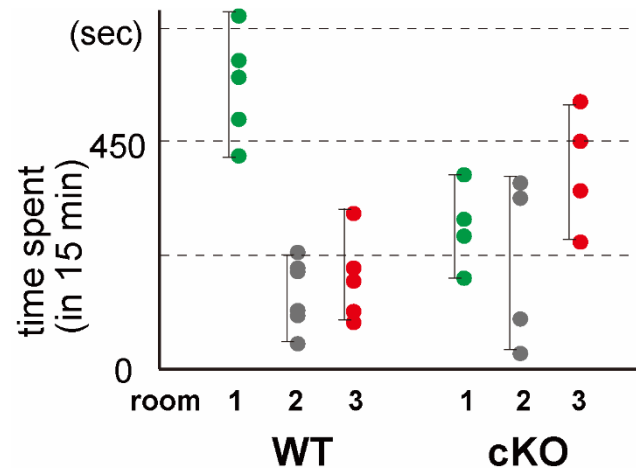 (sec)
450
0
time spent
(in 15 min)
room 1 2 3 1 2 3
WT cKO